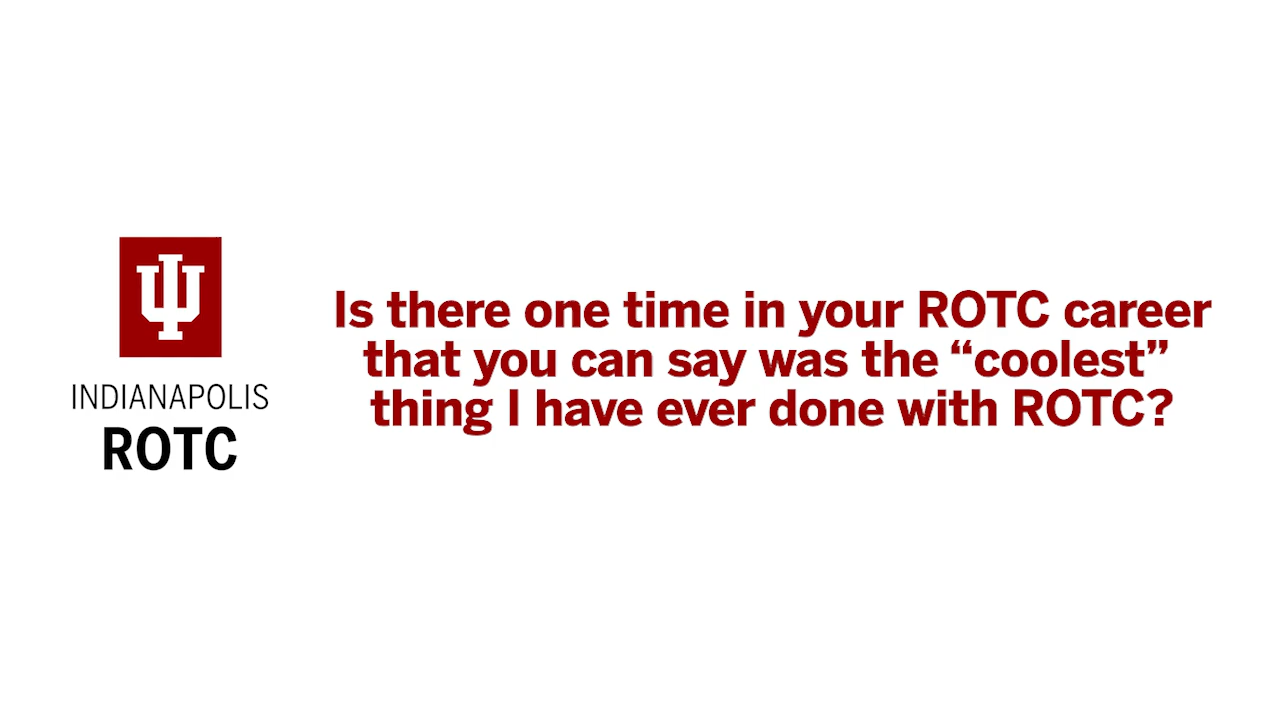 INDIANAPOLIS
ROTC
Is there one time in your ROTC career
that you can say was the “coolest”
thing I have ever done with ROTC?